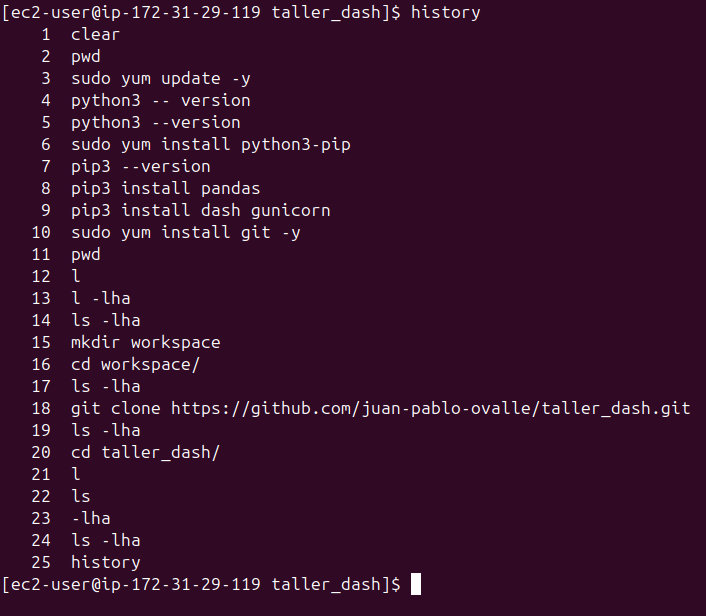 [ec2-user@ip-172-31-29-119 taller_dash]$ history
1 clear
2 pwd
3 sudo yum update -y
4 python3 -- version
5 python3 --version
6 sudo yum install python3-pip
7 pip3 --version
8 pip3 install pandas
9 pip3 install dash gunicorn
10 sudo yum install git -y
11 pwd
12 l
13 l -lha
14 ls -lha
15 mkdir workspace
16 cd workspace/
17 ls -lha
18 git clone https://github.com/juan-pablo-ovalle/taller_dash.git
19 ls -lha
20 cd taller_dash/
21 l
22 ls
23 -lha
24 ls -lha
25 history
[ec2-user@ip-172-31-29-119 taller_dash]$